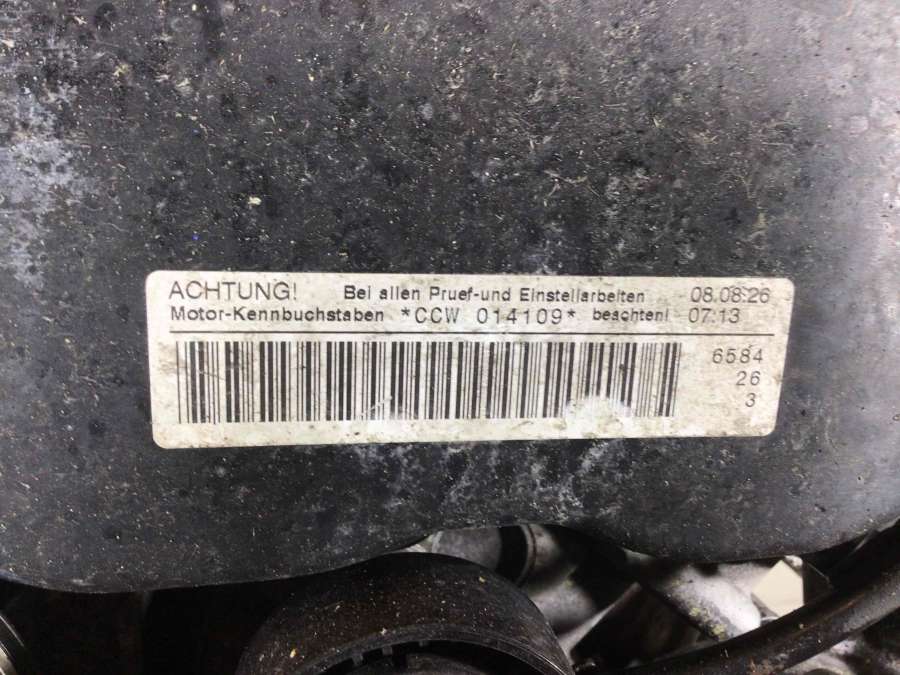 ACHTUNG! Bei allen Pruef-und Einstellarbeiten 08.08.26
Motor-Kennbuchstaben *CCW 014109* beachten! 07:13
6584
26
3